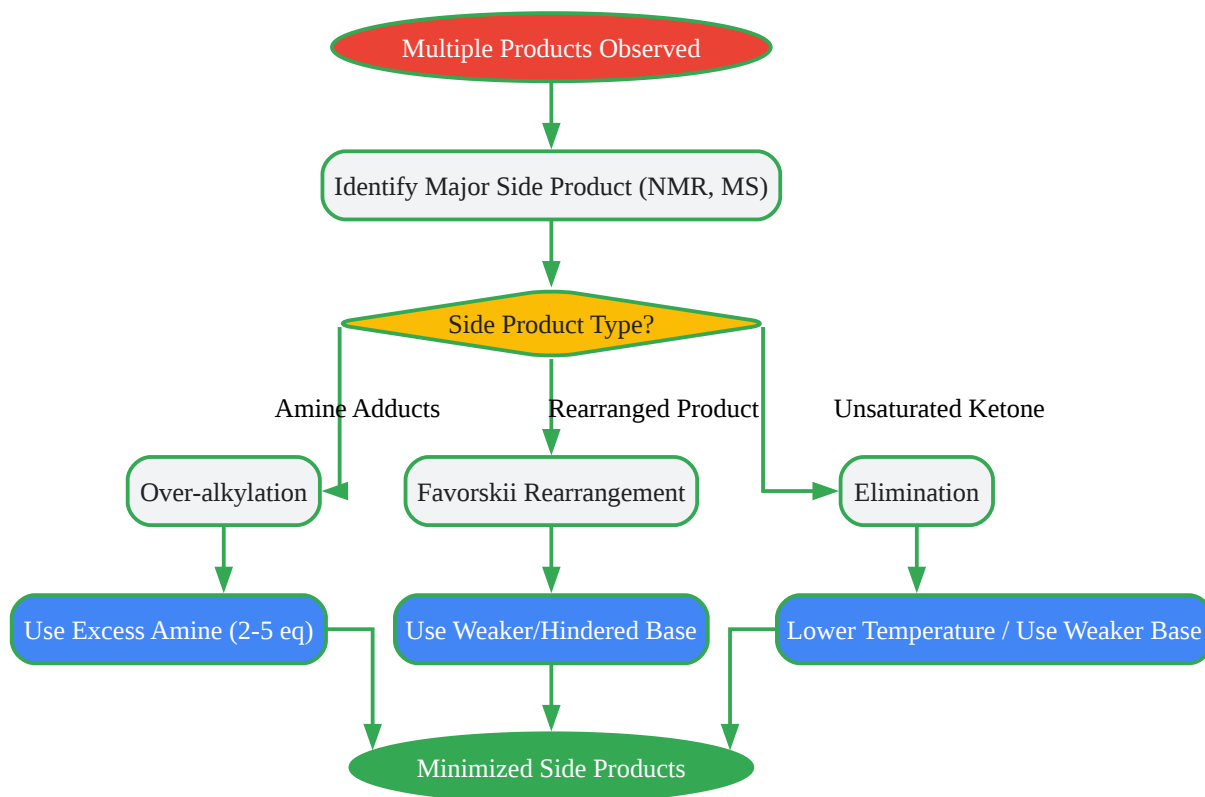 Multiple Products Observed
Identify Major Side Product (NMR, MS)
Side Product Type?
Amine Adducts
Rearranged Product
Unsaturated Ketone
Over-alkylation
Favorskii Rearrangement
Elimination
Use Excess Amine (2-5 eq)
Use Weaker/Hindered Base
Lower Temperature / Use Weaker Base
Minimized Side Products